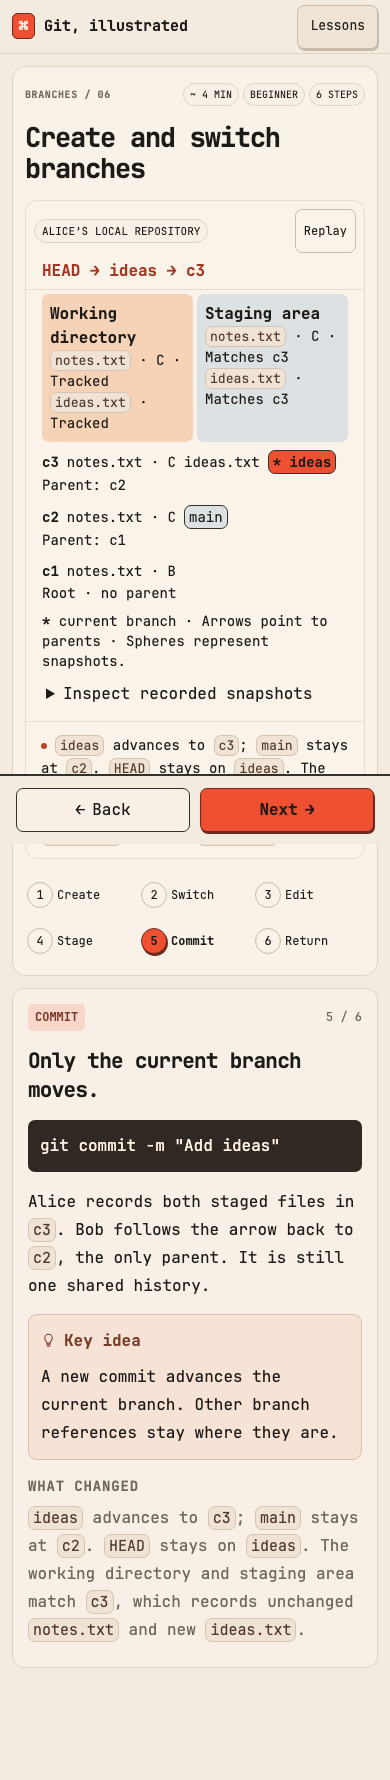 ⌘ Git, illustrated
Lessons
BRANCHES / 06
~ 4 MIN
BEGINNER
6 STEPS
Create and switch
branches
ALICE'S LOCAL REPOSITORY
Replay
HEAD → ideas → c3
Working
directory
notes.txt · C ·
Tracked
ideas.txt ·
Tracked
Staging area
notes.txt · C ·
Matches c3
ideas.txt ·
Matches c3
c3 notes.txt · C ideas.txt * ideas
Parent: c2
c2 notes.txt · C main
Parent: c1
c1 notes.txt · B
Root · no parent
* current branch · Arrows point to
parents · Spheres represent
snapshots.
▶ Inspect recorded snapshots
● ideas advances to c3; main stays
at c2. HEAD stays on ideas. The
← Back
Next →
1 Create
2 Switch
3 Edit
4 Stage
5 Commit
6 Return
COMMIT
5 / 6
Only the current branch
moves.
git commit -m "Add ideas"
Alice records both staged files in
c3. Bob follows the arrow back to
c2, the only parent. It is still
one shared history.
Key idea
A new commit advances the
current branch. Other branch
references stay where they are.
WHAT CHANGED
ideas advances to c3; main stays
at c2. HEAD stays on ideas. The
working directory and staging area
match c3, which records unchanged
notes.txt and new ideas.txt.